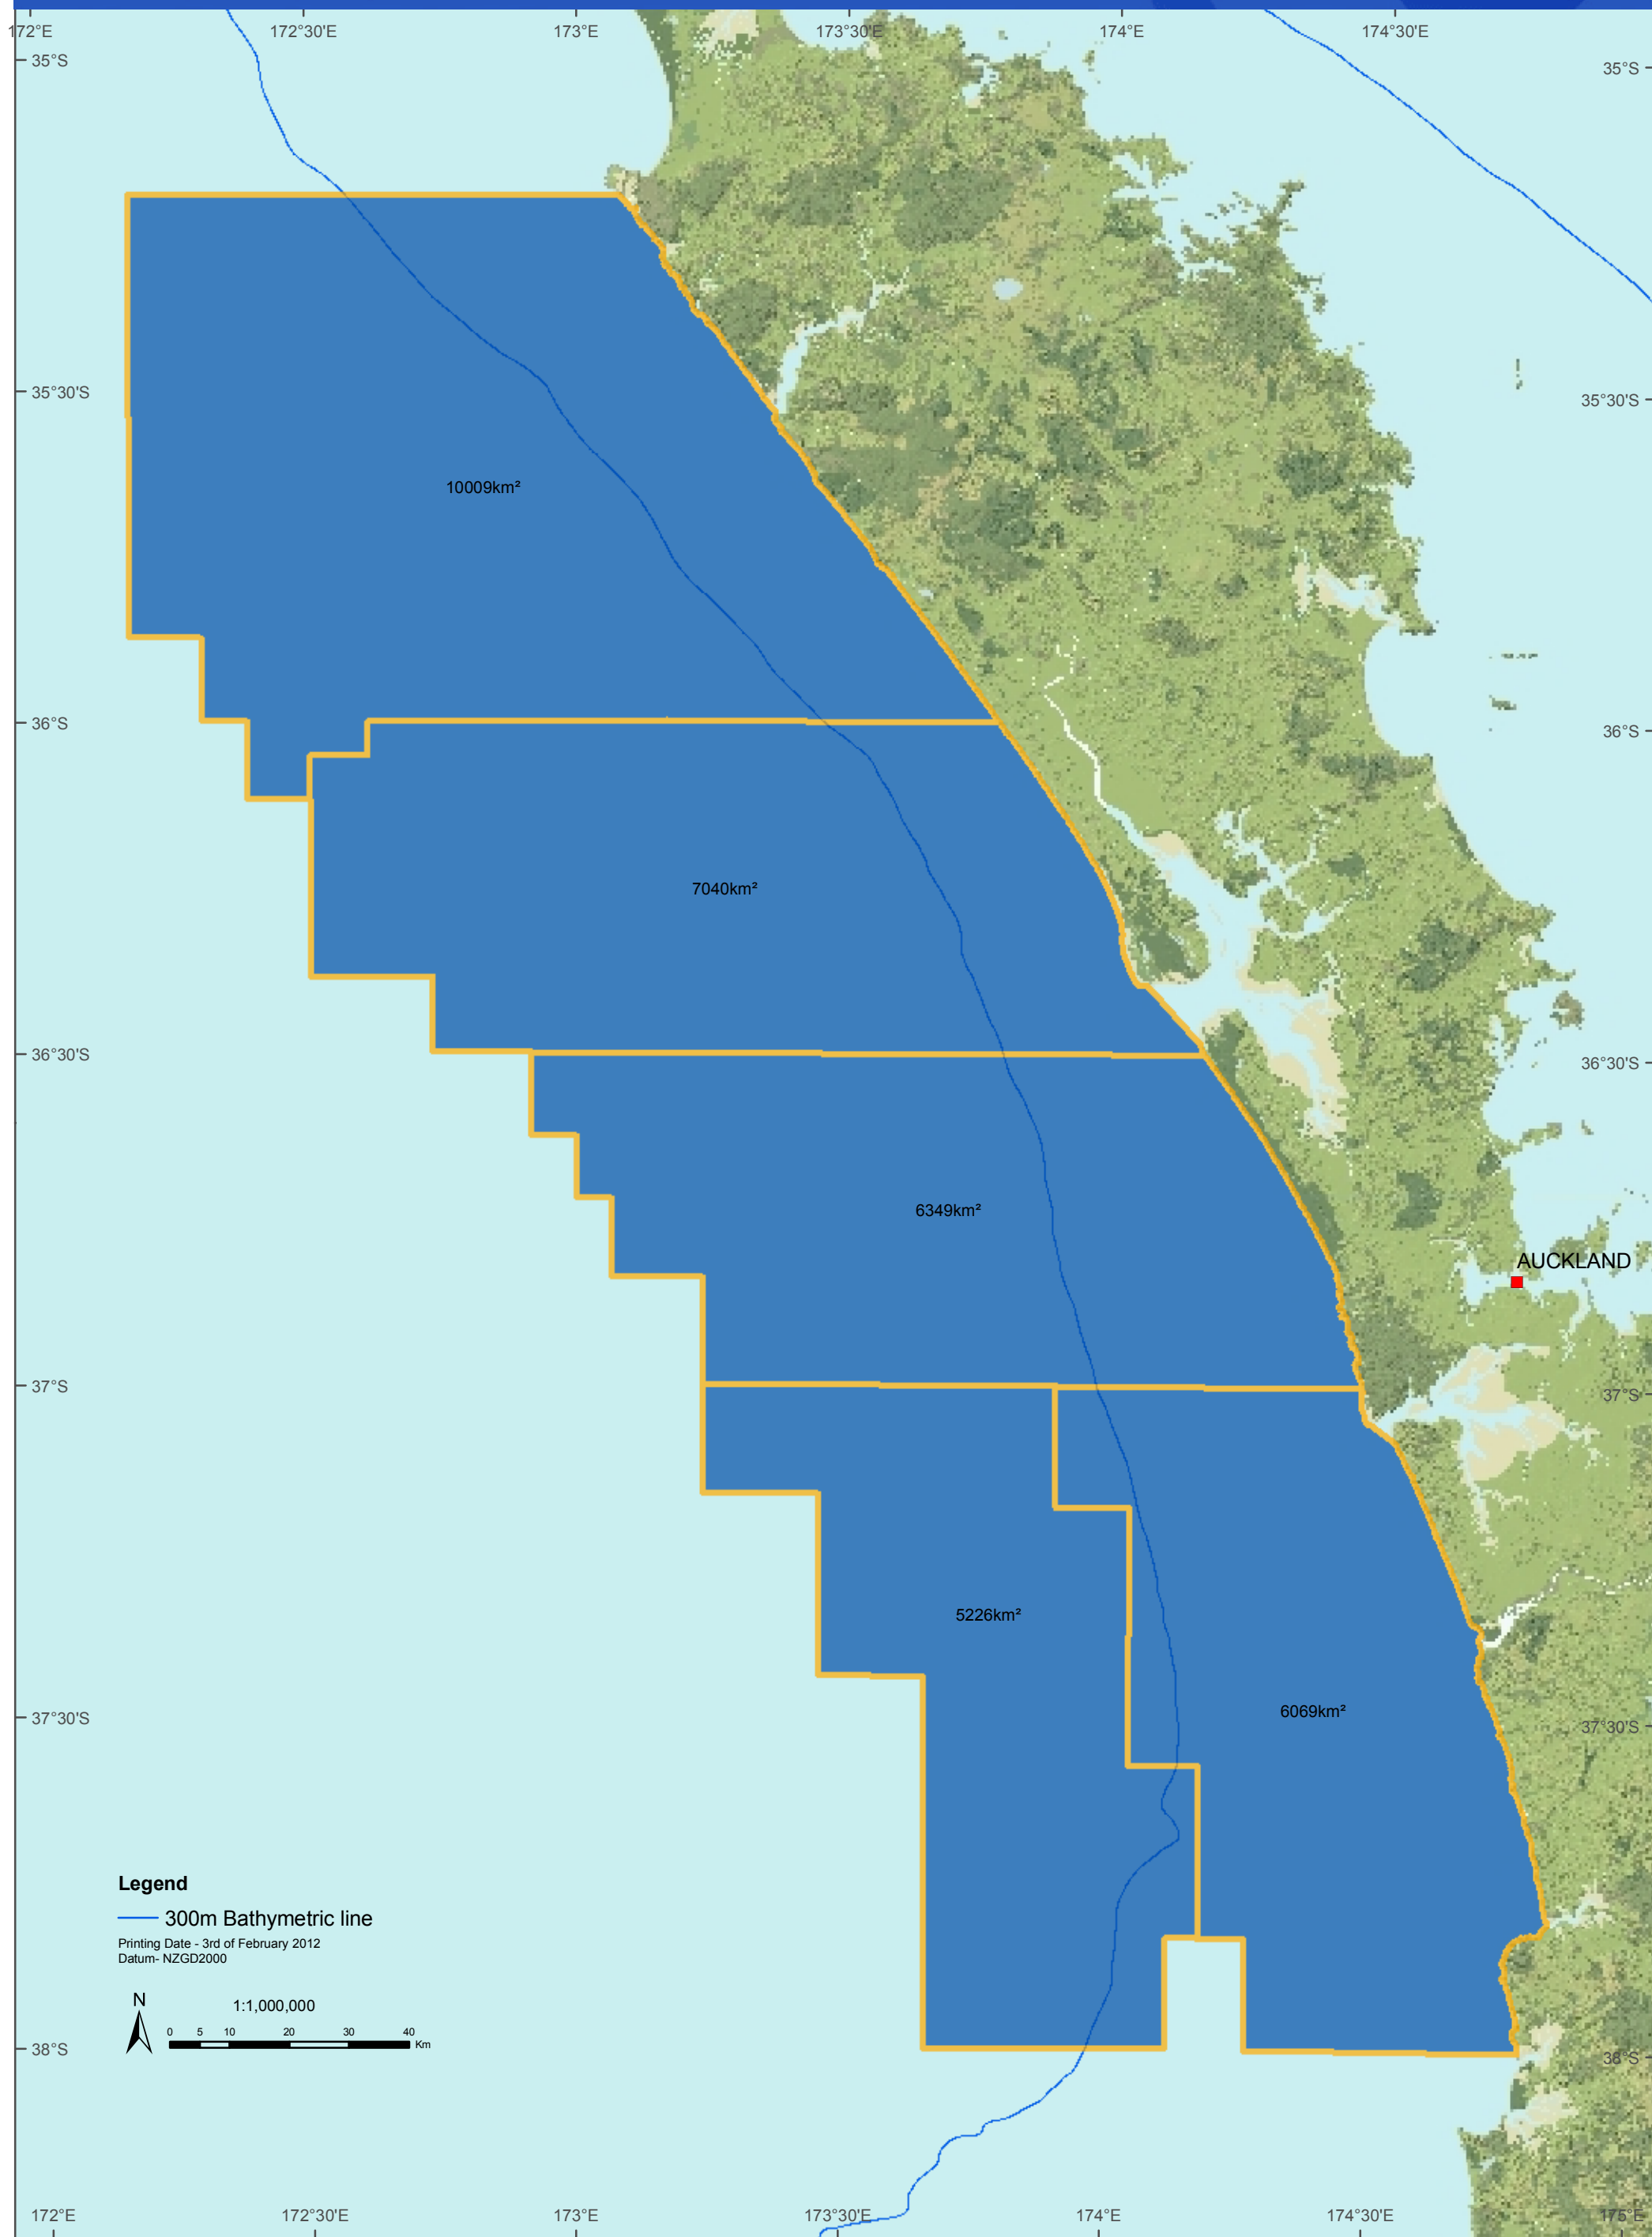 172°E 172°30'E 173°E 173°30'E 174°E 174°30'E
35°S 35°S
35°30'S 35°30'S
10009km²
36°S 36°S
7040km²
36°30'S 36°30'S
6349km²
AUCKLAND
37°S 37°S
5226km²
6069km²
37°30'S 37°30'S
Legend
300m Bathymetric line
Printing Date - 3rd of February 2012
Datum- NZGD2000
N
1:1,000,000
0 5 10 20 30 40
Km
38°S 38°S
172°E 172°30'E 173°E 173°30'E 174°E 174°30'E 175°E